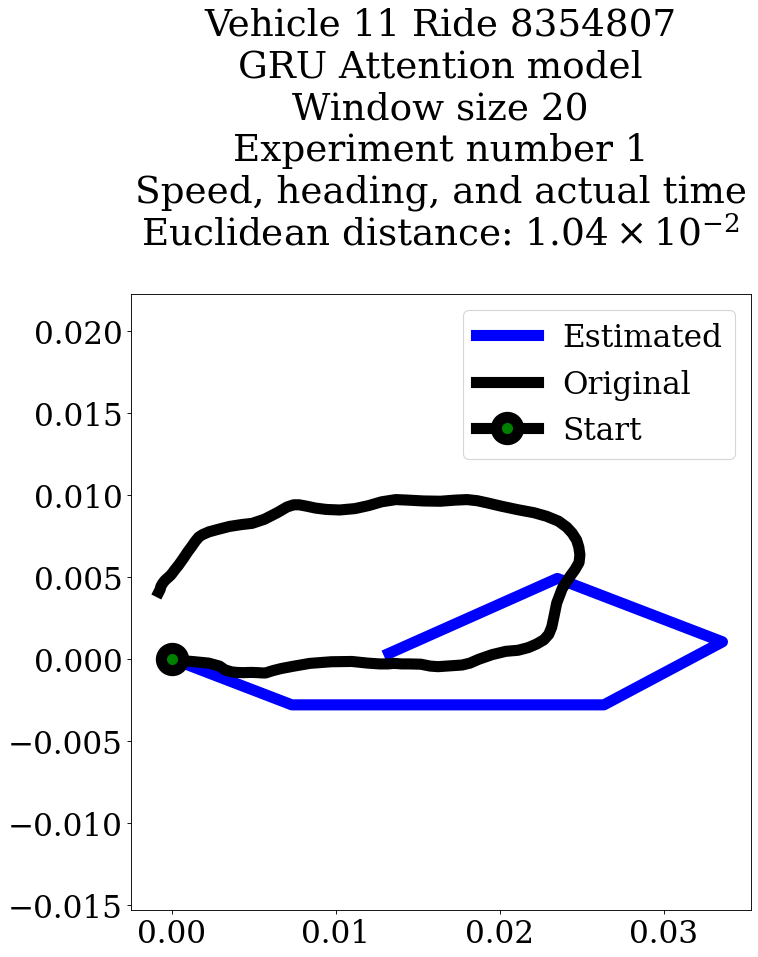 Vehicle 11 Ride 8354807
GRU Attention model
Window size 20
Experiment number 1
Speed, heading, and actual time
Euclidean distance: 1.04 × 10⁻²
Estimated
Original
Start
0.020
0.015
0.010
0.005
0.000
−0.005
−0.010
−0.015
0.00 0.01 0.02 0.03